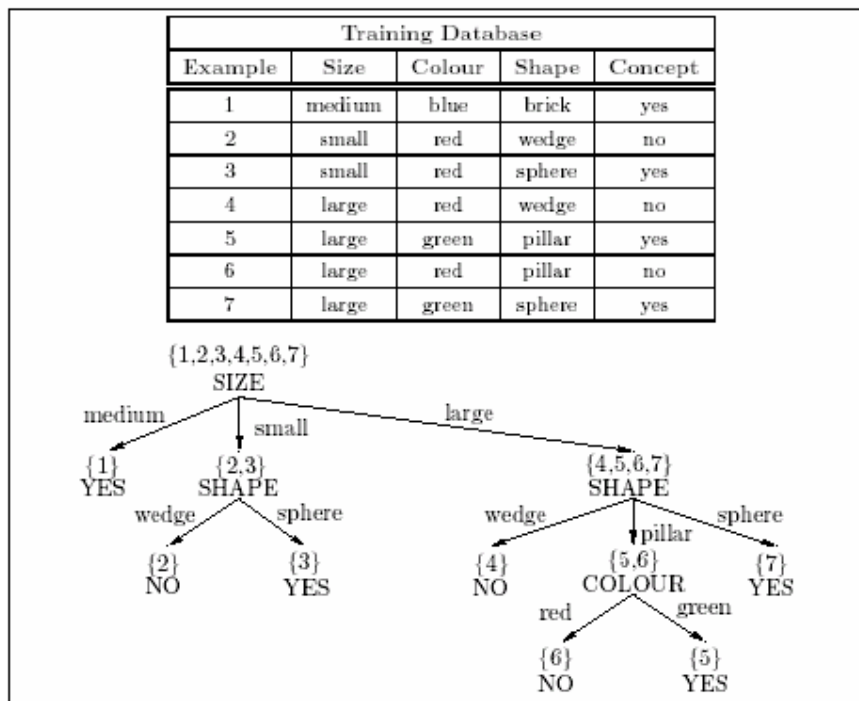 Training Database
Example Size Colour Shape Concept
1 medium blue brick yes
2 small red wedge no
3 small red sphere yes
4 large red wedge no
5 large green pillar yes
6 large red pillar no
7 large green sphere yes
{1,2,3,4,5,6,7}
SIZE
medium small large
{1} {2,3} {4,5,6,7}
YES SHAPE SHAPE
wedge sphere wedge pillar sphere
{2} {3} {4} {5,6} {7}
NO YES NO COLOUR YES
red green
{6} {5}
NO YES